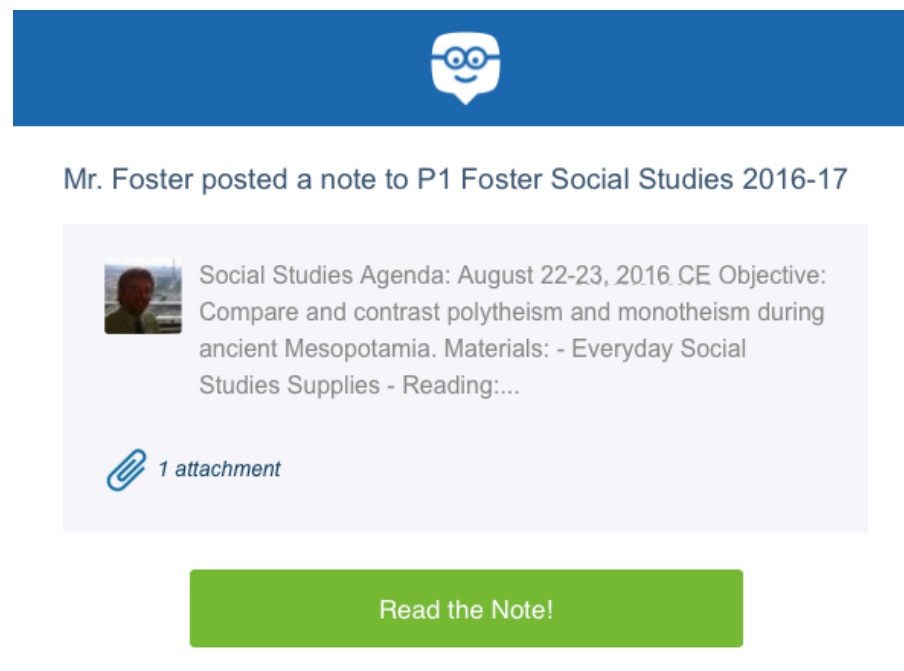 Mr. Foster posted a note to P1 Foster Social Studies 2016-17
Social Studies Agenda: August 22-23, 2016 CE Objective:
Compare and contrast polytheism and monotheism during
ancient Mesopotamia. Materials: - Everyday Social
Studies Supplies - Reading:...
1 attachment
Read the Note!